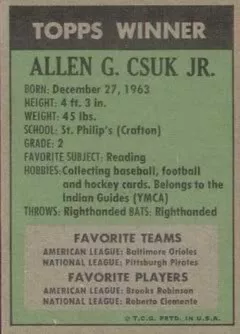 TOPPS WINNER
ALLEN G. CSUK JR.
BORN: December 27, 1963
HEIGHT: 4 ft. 3 in.
WEIGHT: 45 lbs.
SCHOOL: St. Philip's (Crafton)
GRADE: 2
FAVORITE SUBJECT: Reading
HOBBIES: Collecting baseball, football
and hockey cards. Belongs to the
Indian Guides (YMCA)
THROWS: Righthanded BATS: Righthanded
FAVORITE TEAMS
AMERICAN LEAGUE: Baltimore Orioles
NATIONAL LEAGUE: Pittsburgh Pirates
FAVORITE PLAYERS
AMERICAN LEAGUE: Brooks Robinson
NATIONAL LEAGUE: Roberto Clemente
© T.C.G. PRTD. IN U.S.A.